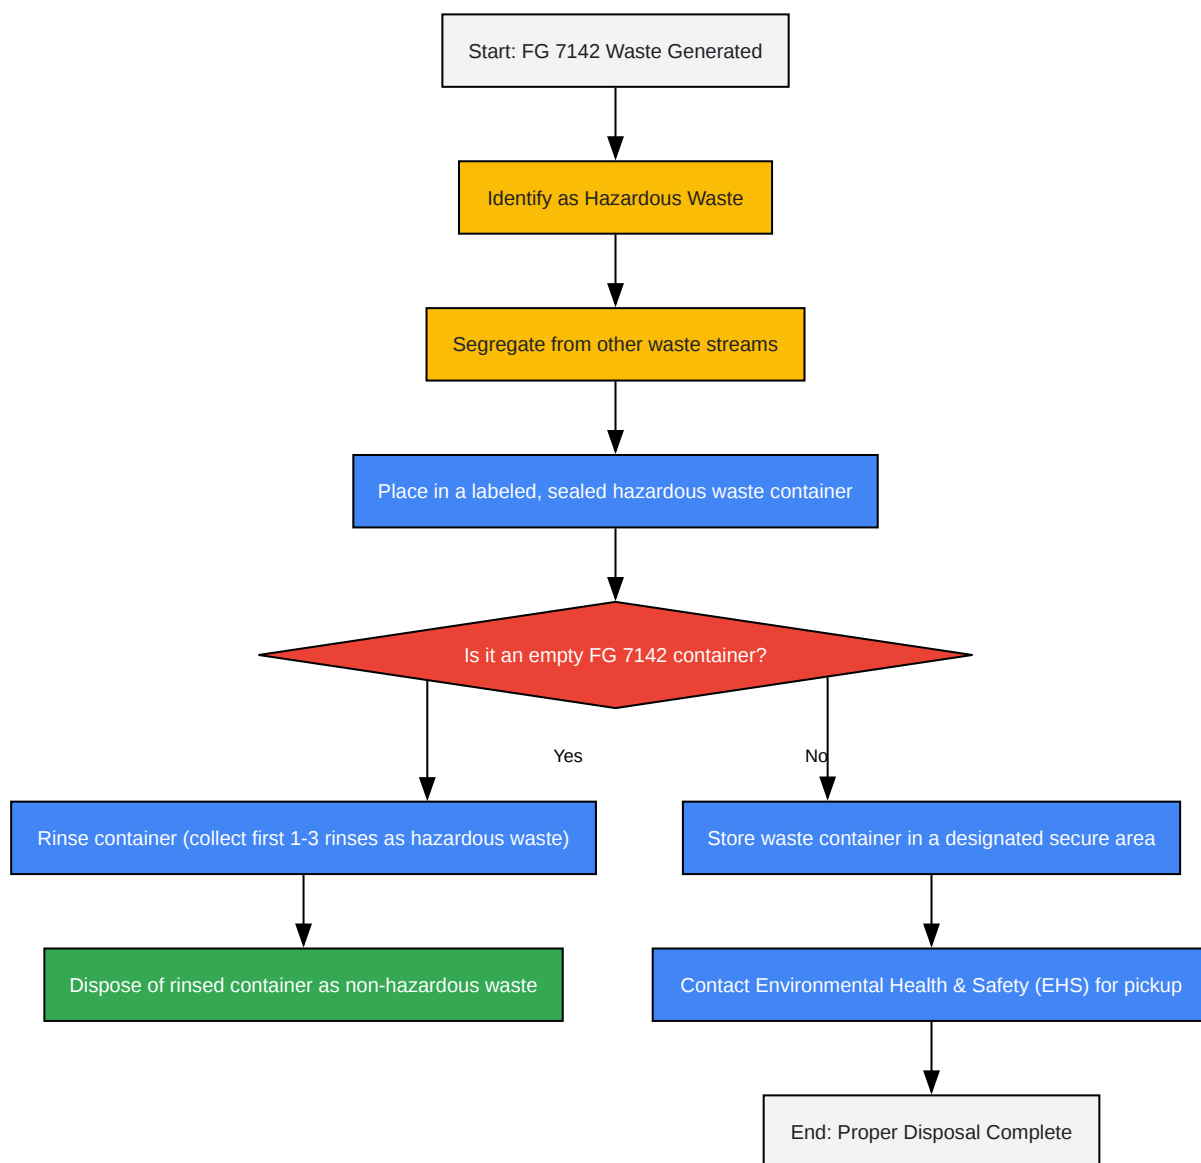 Start: FG 7142 Waste Generated
Identify as Hazardous Waste
Segregate from other waste streams
Place in a labeled, sealed hazardous waste container
Is it an empty FG 7142 container?
Yes
No
Rinse container (collect first 1-3 rinses as hazardous waste)
Store waste container in a designated secure area
Dispose of rinsed container as non-hazardous waste
Contact Environmental Health & Safety (EHS) for pickup
End: Proper Disposal Complete